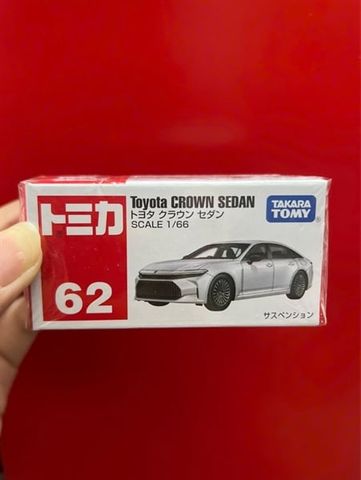 トミカ
62
Toyota CROWN SEDAN
トヨタ クラウン セダン
SCALE 1/66
TAKARA
TOMY
サスペンション